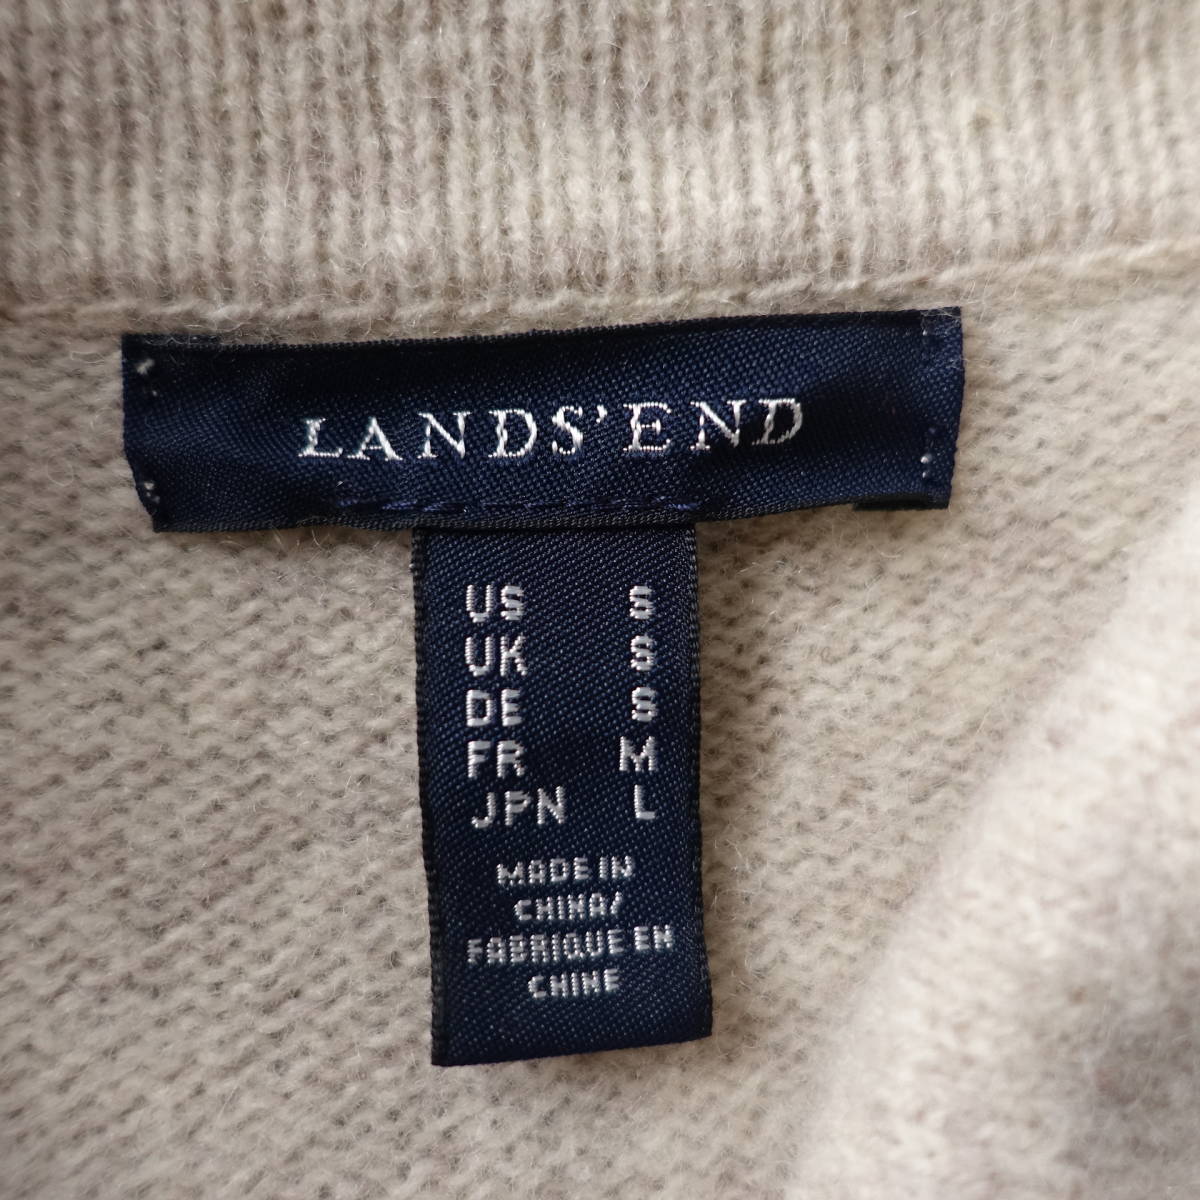 LANDS' END
US S
UK S
DE S
FR M
JPN L
MADE IN
CHINA/
FABRIQUE EN
CHINE